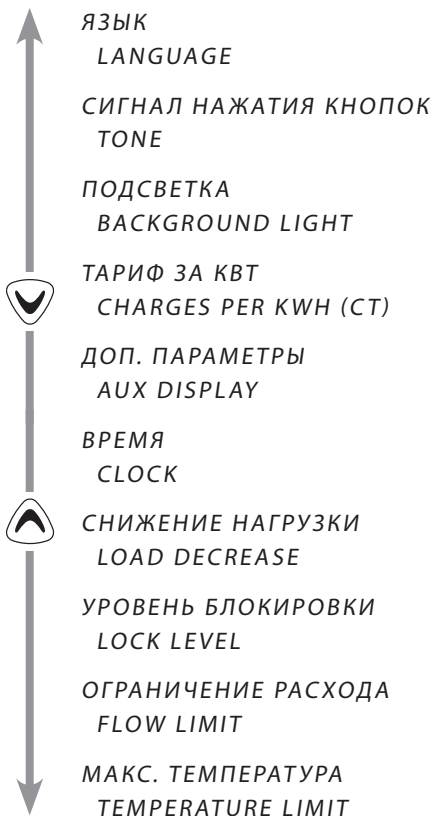 ЯЗЫК
LANGUAGE
СИГНАЛ НАЖАТИЯ КНОПОК
TONE
ПОДСВЕТКА
BACKGROUND LIGHT
ТАРИФ ЗА КВТ
CHARGES PER KWH (CT)
ДОП. ПАРАМЕТРЫ
AUX DISPLAY
ВРЕМЯ
CLOCK
СНИЖЕНИЕ НАГРУЗКИ
LOAD DECREASE
УРОВЕНЬ БЛОКИРОВКИ
LOCK LEVEL
ОГРАНИЧЕНИЕ РАСХОДА
FLOW LIMIT
МАКС. ТЕМПЕРАТУРА
TEMPERATURE LIMIT